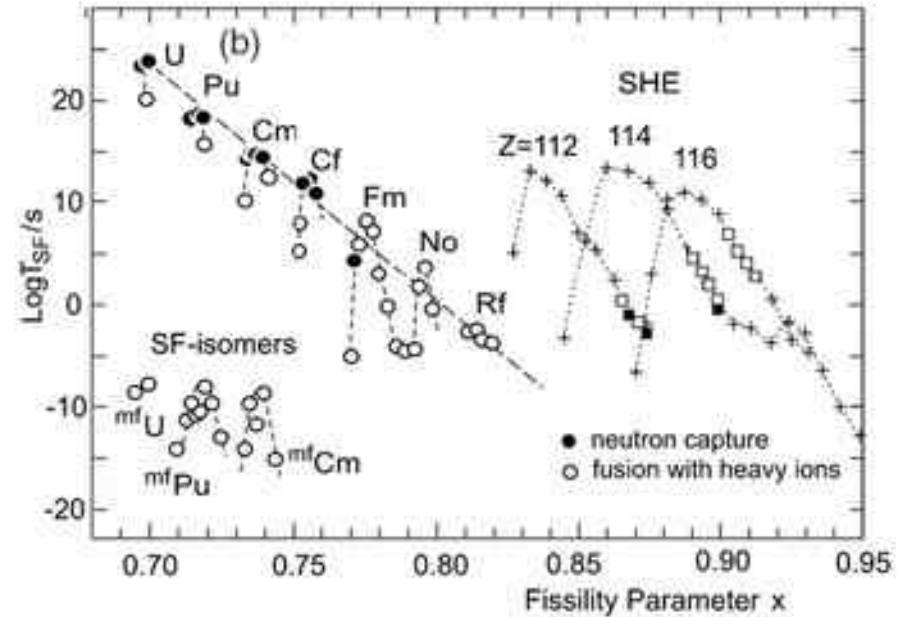 (b)
U
Pu
Cm
Cf
Fm
No
Rf
SHE
Z=112
114
116
SF-isomers
mfU
mfPu
mfCm
● neutron capture
○ fusion with heavy ions
LogTSF/s
20
10
0
-10
-20
0.70 0.75 0.80 0.85 0.90 0.95
Fissility Parameter x